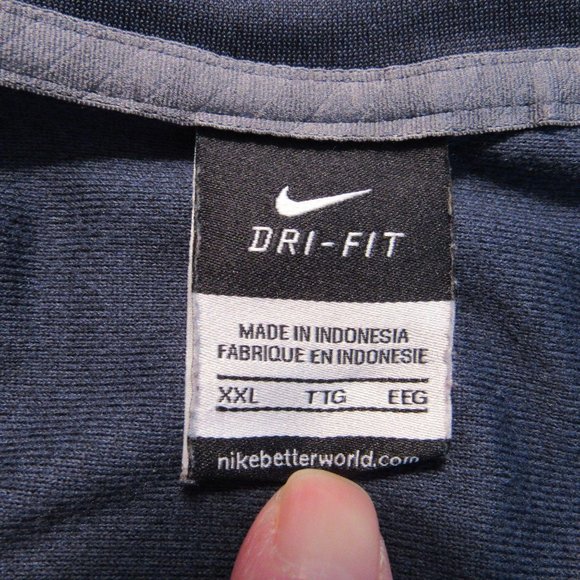 DRI-FIT
MADE IN INDONESIA
FABRIQUE EN INDONESIE
XXL TTG EEG
nikebetterworld.com